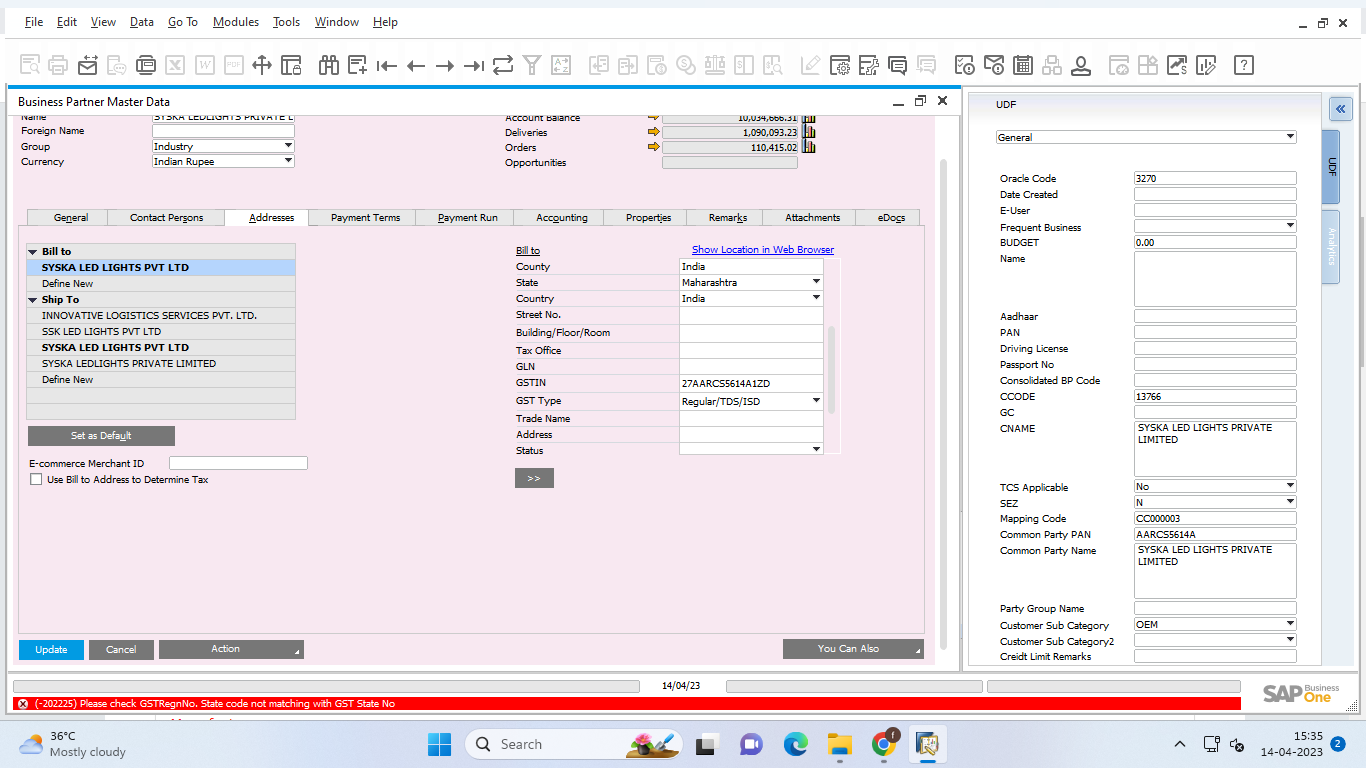 File Edit View Data Go To Modules Tools Window Help
Business Partner Master Data
Name SYSKA LEDLIGHTS PRIVATE L
Foreign Name
Group Industry
Currency Indian Rupee
Account Balance 10,034,666.31
Deliveries 1,090,093.23
Orders 110,415.02
Opportunities
General Contact Persons Addresses Payment Terms Payment Run Accounting Properties Remarks Attachments eDocs
Bill to
SYSKA LED LIGHTS PVT LTD
Define New
Ship To
INNOVATIVE LOGISTICS SERVICES PVT. LTD.
SSK LED LIGHTS PVT LTD
SYSKA LED LIGHTS PVT LTD
SYSKA LEDLIGHTS PRIVATE LIMITED
Define New
Set as Default
E-commerce Merchant ID
Use Bill to Address to Determine Tax
Bill to Show Location in Web Browser
County India
State Maharashtra
Country India
Street No.
Building/Floor/Room
Tax Office
GLN
GSTIN 27AARCS5614A1ZD
GST Type Regular/TDS/ISD
Trade Name
Address
Status
>>
Update Cancel Action You Can Also
UDF
General
Oracle Code 3270
Date Created
E-User
Frequent Business
BUDGET 0.00
Name
Aadhaar
PAN
Driving License
Passport No
Consolidated BP Code
CCODE 13766
GC
CNAME SYSKA LED LIGHTS PRIVATE
LIMITED
TCS Applicable No
SEZ N
Mapping Code CC000003
Common Party PAN AARCS5614A
Common Party Name SYSKA LED LIGHTS PRIVATE
LIMITED
Party Group Name
Customer Sub Category OEM
Customer Sub Category2
Creidt Limit Remarks
UDF
Analytics
14/04/23
(-202225) Please check GSTRegnNo. State code not matching with GST State No
SAP Business
One
36°C
Mostly cloudy
Search
15:35
14-04-2023
2